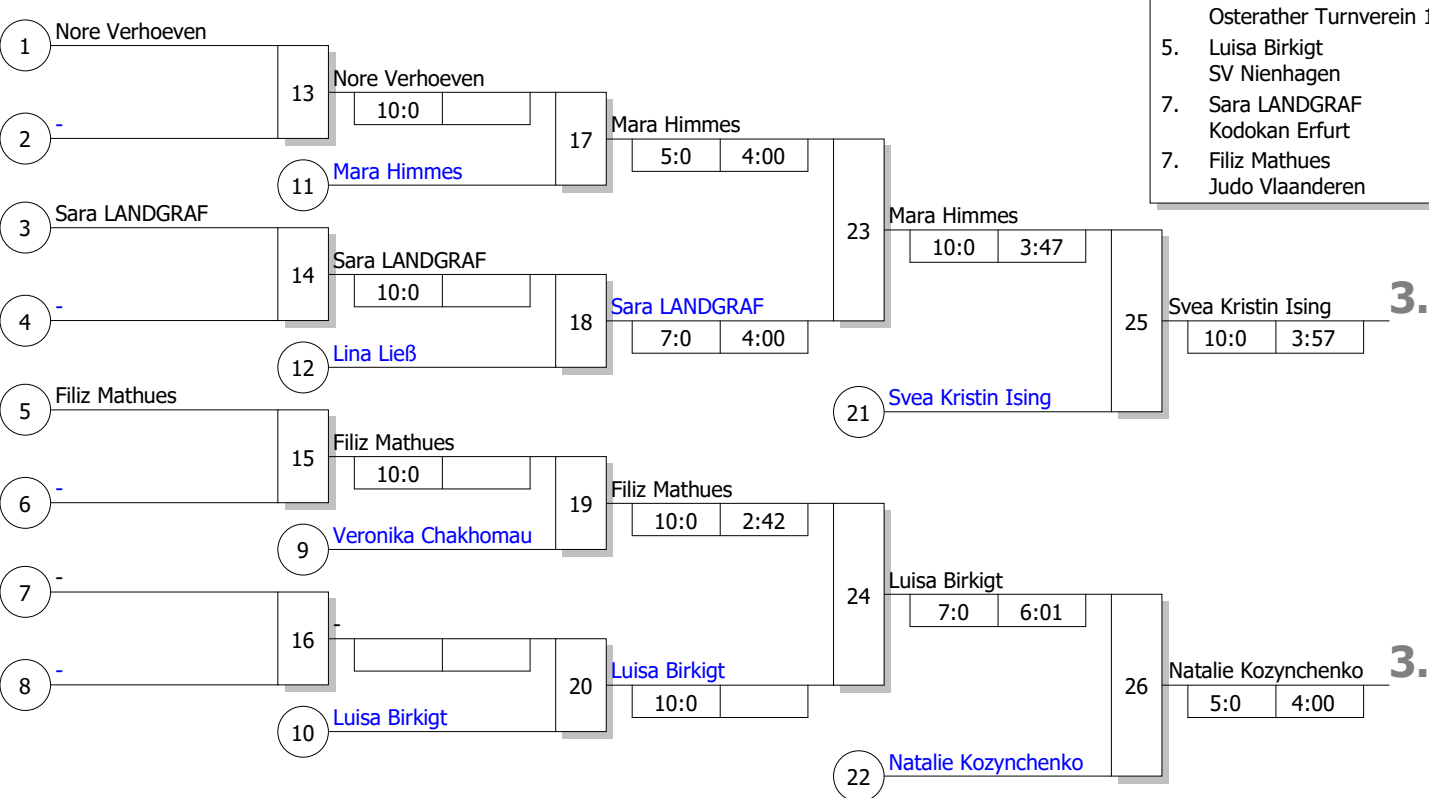 Osterather Turnverein 1
5. Luisa Birkigt
SV Nienhagen
7. Sara LANDGRAF
Kodokan Erfurt
7. Filiz Mathues
Judo Vlaanderen
1 Nore Verhoeven
2 -
13 Nore Verhoeven
10:0
11 Mara Himmes
17 Mara Himmes
5:0 4:00
3 Sara LANDGRAF
4 -
14 Sara LANDGRAF
10:0
12 Lina Ließ
18 Sara LANDGRAF
7:0 4:00
23 Mara Himmes
10:0 3:47
21 Svea Kristin Ising
25 Svea Kristin Ising 3.
10:0 3:57
5 Filiz Mathues
6 -
15 Filiz Mathues
10:0
9 Veronika Chakhomau
19 Filiz Mathues
10:0 2:42
7 -
8 -
16 -
10 Luisa Birkigt
20 Luisa Birkigt
10:0
24 Luisa Birkigt
7:0 6:01
22 Natalie Kozynchenko
26 Natalie Kozynchenko 3.
5:0 4:00